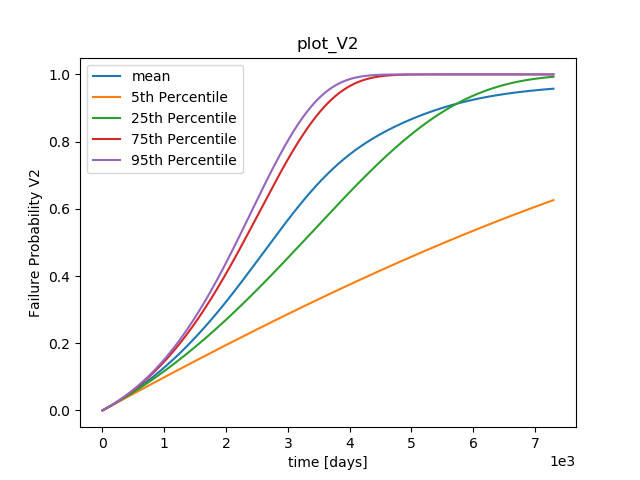 plot_V2
mean
5th Percentile
25th Percentile
75th Percentile
95th Percentile
Failure Probability V2
1.0
0.8
0.6
0.4
0.2
0.0
0 1 2 3 4 5 6 7
1e3
time [days]